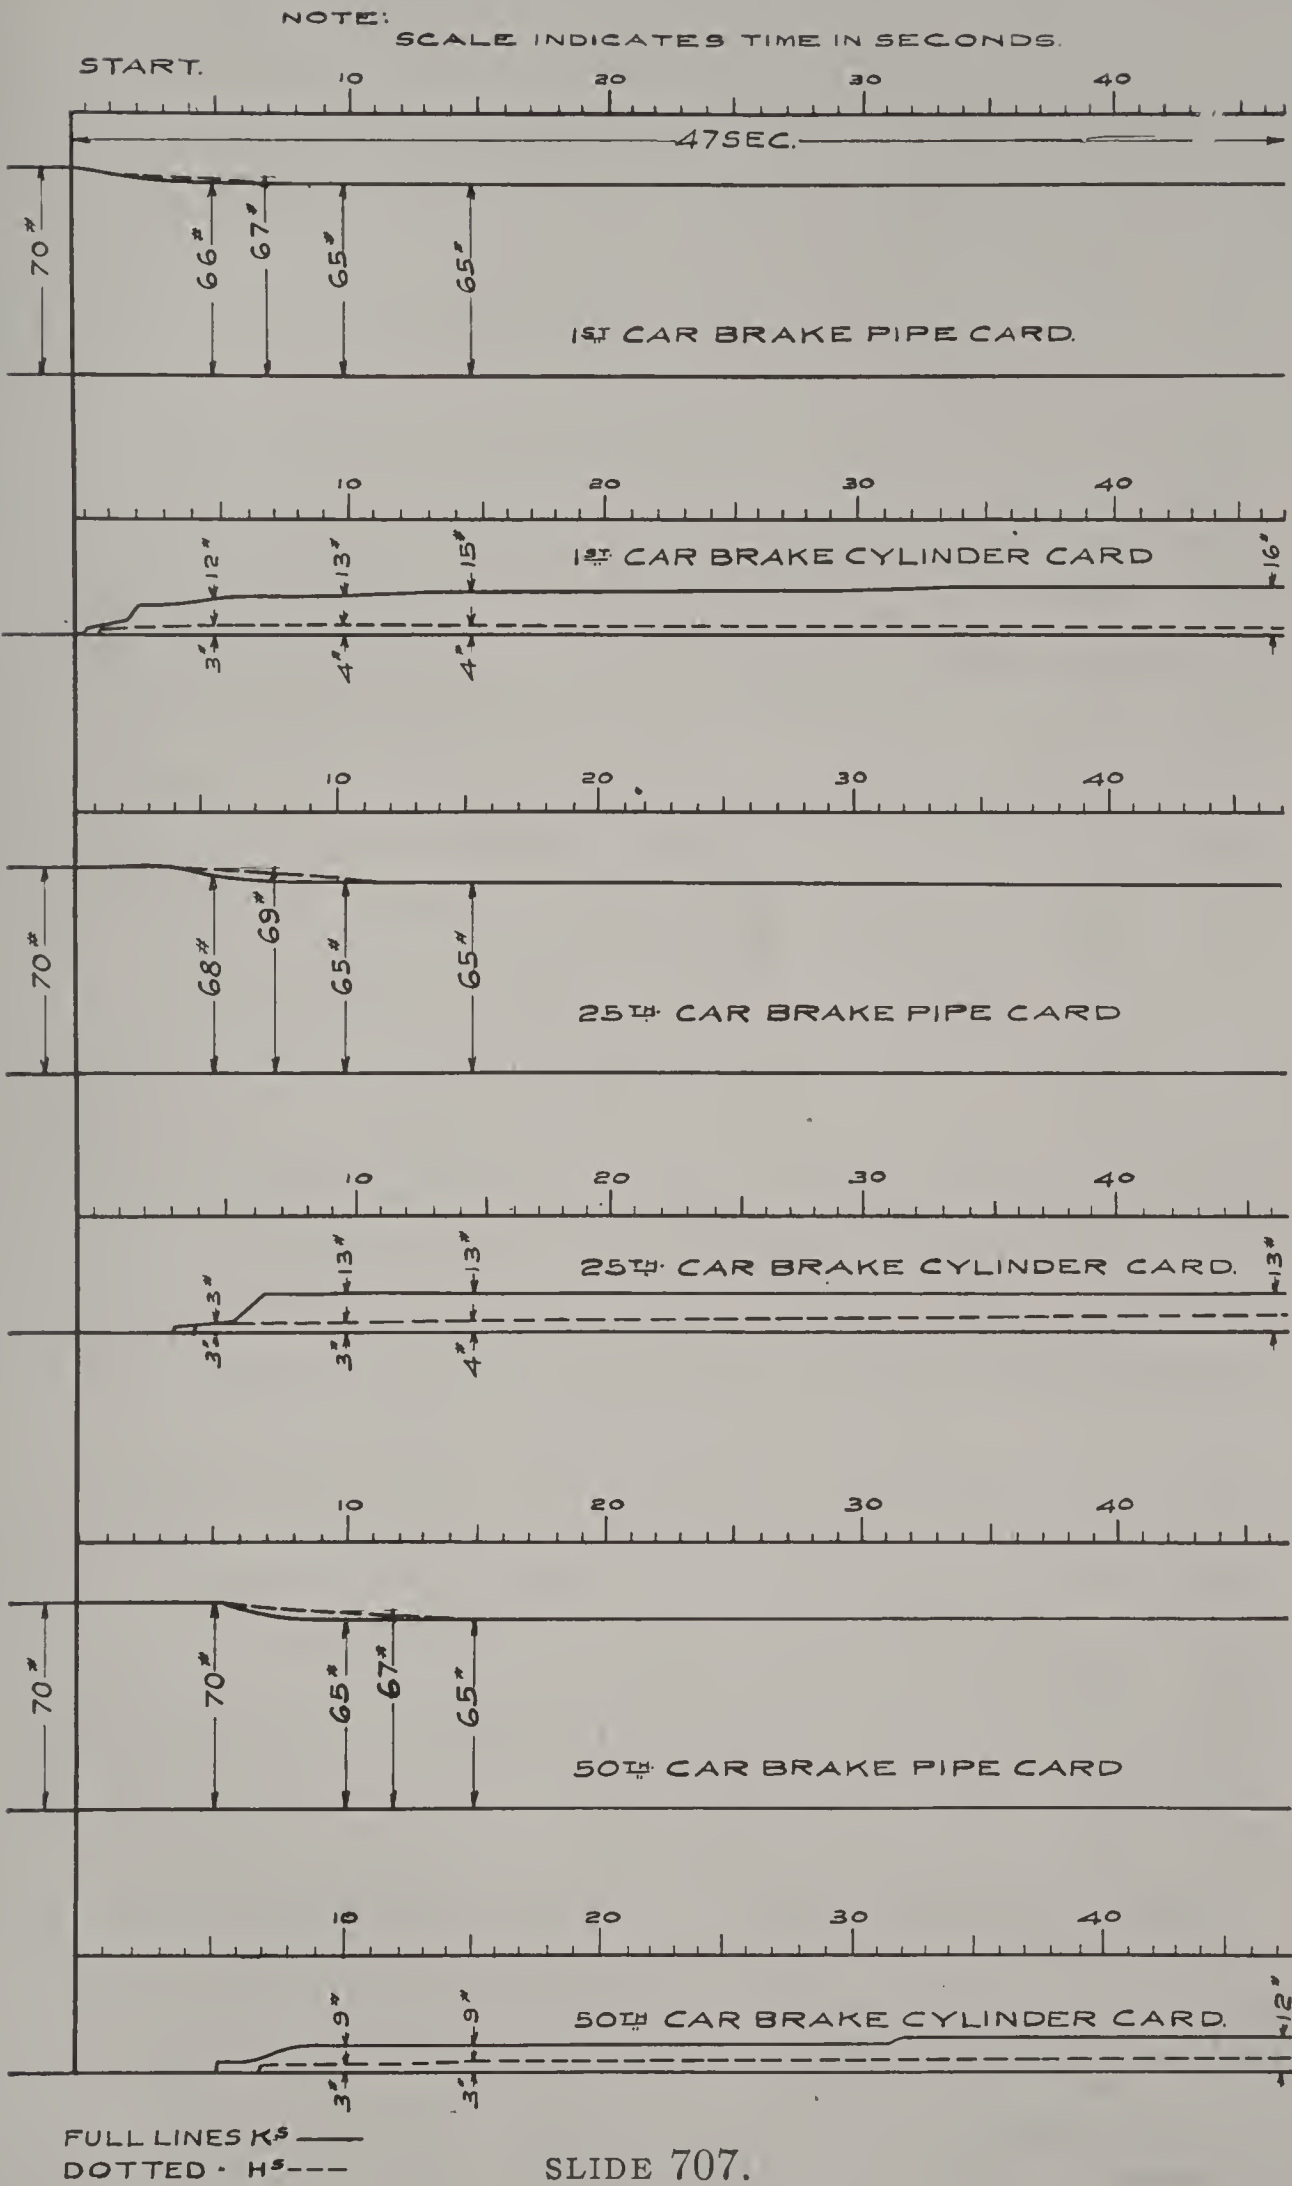 NOTE:
SCALE INDICATES TIME IN SECONDS.
START.
10 20 30 40
47 SEC.
70# 66# 67# 65# 65#
1ST CAR BRAKE PIPE CARD.
10 20 30 40
12# 13# 15# 16#
1ST. CAR BRAKE CYLINDER CARD
3# 4# 4#
10 20 30 40
70# 68# 69# 65# 65#
25TH. CAR BRAKE PIPE CARD
10 20 30 40
3# 13# 13# 13#
25TH. CAR BRAKE CYLINDER CARD.
3# 3# 4#
10 20 30 40
70# 70# 65# 67# 65#
50TH. CAR BRAKE PIPE CARD
10 20 30 40
9# 9# 12#
50TH CAR BRAKE CYLINDER CARD.
3# 3#
FULL LINES KS ——
DOTTED · HS ---
SLIDE 707.